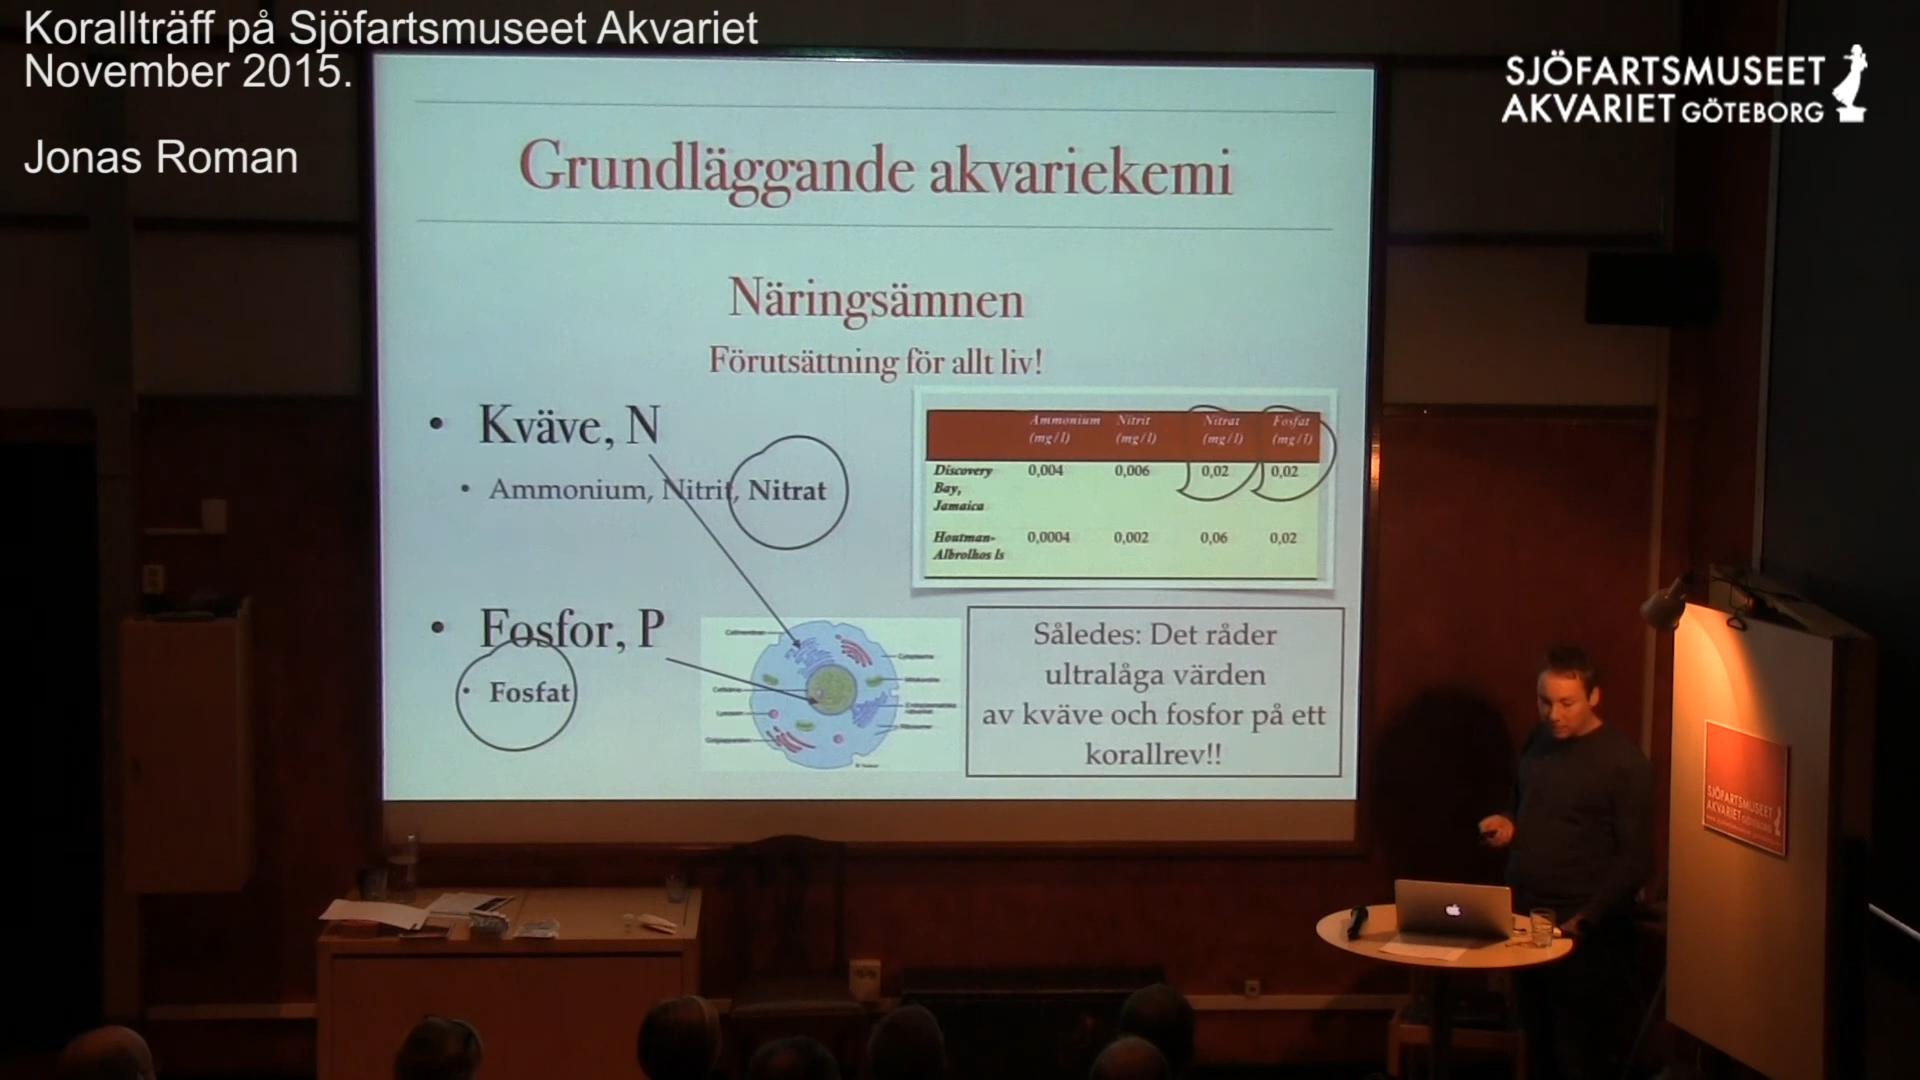 Korallträff på Sjöfartsmuseet Akvariet
November 2015.
Jonas Roman
SJÖFARTSMUSEET
AKVARIET GÖTEBORG
Grundläggande akvariekemi
Näringsämnen
Förutsättning för allt liv!
• Kväve, N
• Ammonium, Nitrit, Nitrat
Ammonium (mg/l) Nitrit (mg/l) Nitrat (mg/l) Fosfat (mg/l)
Discovery Bay, Jamaica 0,004 0,006 0,02 0,02
Houtman-Albrolhos Is 0,0004 0,002 0,06 0,02
• Fosfor, P
• Fosfat
Således: Det råder
ultralåga värden
av kväve och fosfor på ett
korallrev!!
SJÖFARTSMUSEET
AKVARIET GÖTEBORG